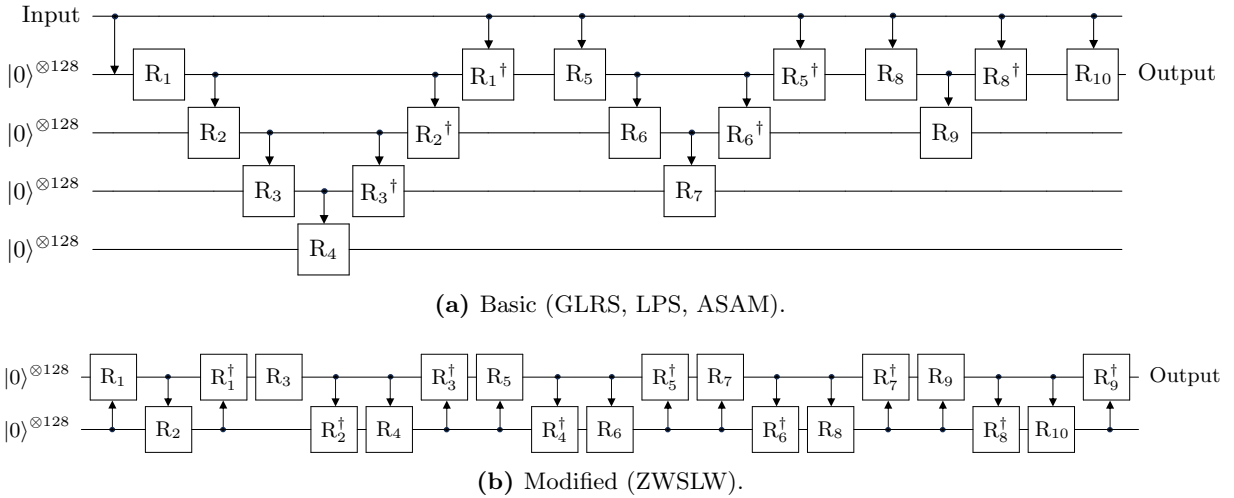 Input
|0⟩^⊗128 R₁ R₁† R₅ R₅† R₈ R₈† R₁₀ Output
|0⟩^⊗128 R₂ R₂† R₆ R₆† R₉
|0⟩^⊗128 R₃ R₃† R₇
|0⟩^⊗128 R₄
(a) Basic (GLRS, LPS, ASAM).
|0⟩^⊗128 R₁ R₁† R₃ R₃† R₅ R₅† R₇ R₇† R₉ R₉† Output
|0⟩^⊗128 R₂ R₂† R₄ R₄† R₆ R₆† R₈ R₈† R₁₀
(b) Modified (ZWSLW).